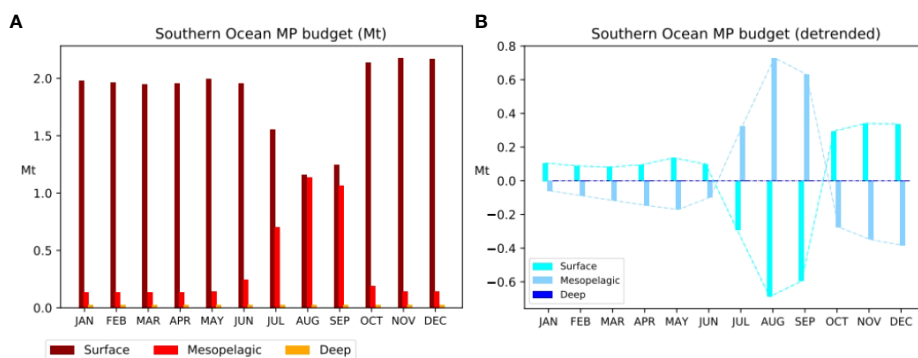 A
Southern Ocean MP budget (Mt)
2.0
1.5
Mt
1.0
0.5
0.0
JAN FEB MAR APR MAY JUN JUL AUG SEP OCT NOV DEC
Surface Mesopelagic Deep
B
Southern Ocean MP budget (detrended)
0.8
0.6
0.4
0.2
Mt
0.0
−0.2
−0.4
−0.6
Surface
Mesopelagic
Deep
JAN FEB MAR APR MAY JUN JUL AUG SEP OCT NOV DEC